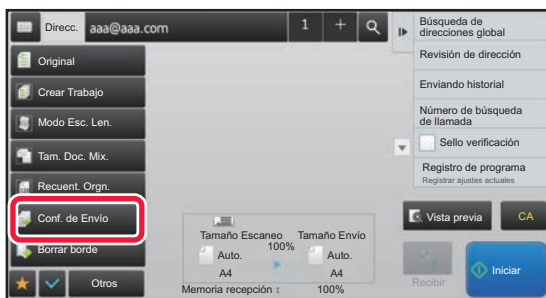 Direcc.
aaa@aaa.com
1
Original
Crear Trabajo
Modo Esc. Len.
Tam. Doc. Mix.
Recuent. Orgn.
Conf. de Envío
Borrar borde
Otros
Tamaño Escaneo
Tamaño Envío
100%
Auto.
Auto.
A4
A4
Memoria recepción :
100%
Búsqueda de
direcciones global
Revisión de dirección
Enviando historial
Número de búsqueda
de llamada
Sello verificación
Registro de programa
Registrar ajustes actuales
Vista previa
CA
Recibir
Iniciar